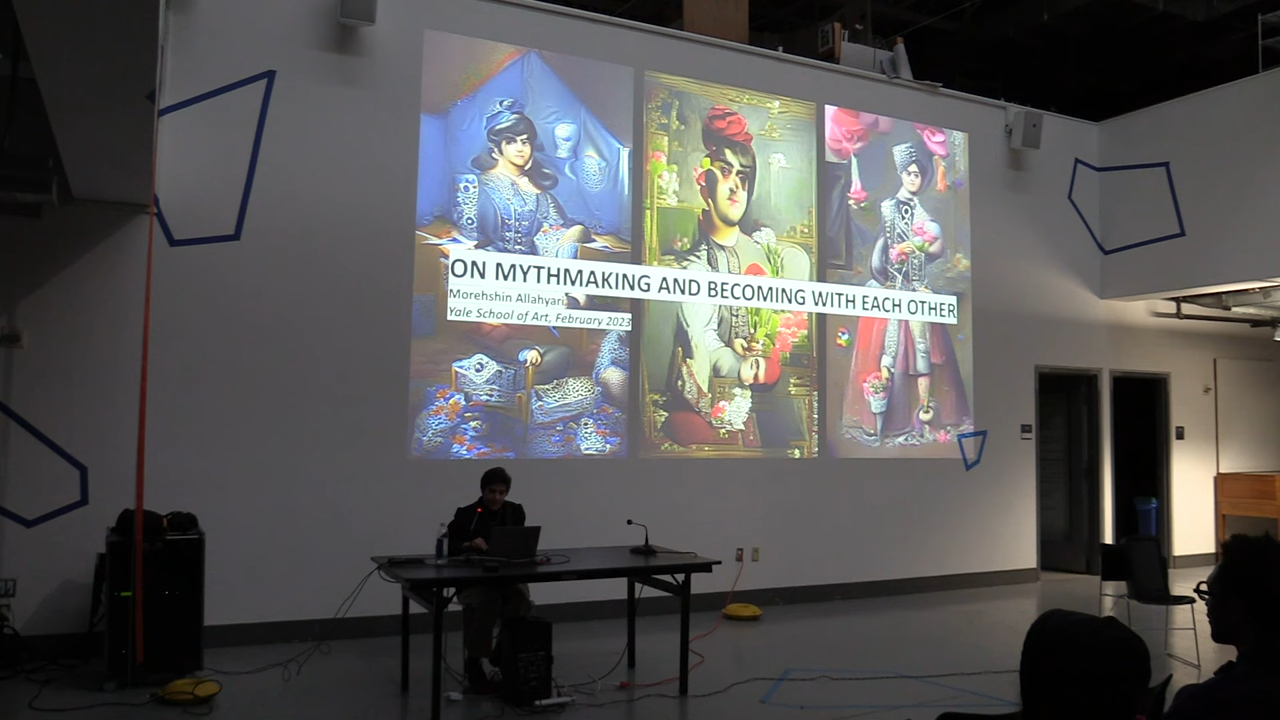 ON MYTHMAKING AND BECOMING WITH EACH OTHER
Morehshin Allahyari
Yale School of Art, February 2023